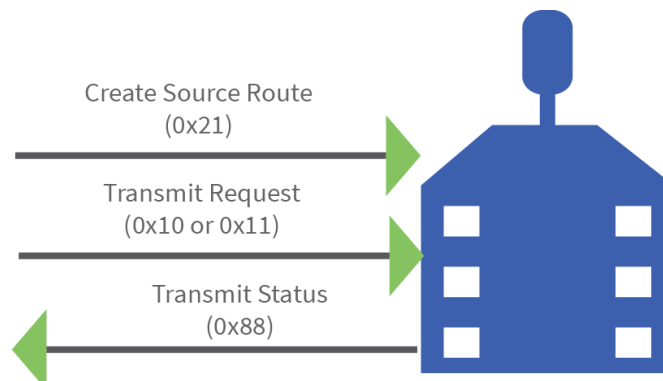 Create Source Route
(0x21)
Transmit Request
(0x10 or 0x11)
Transmit Status
(0x88)